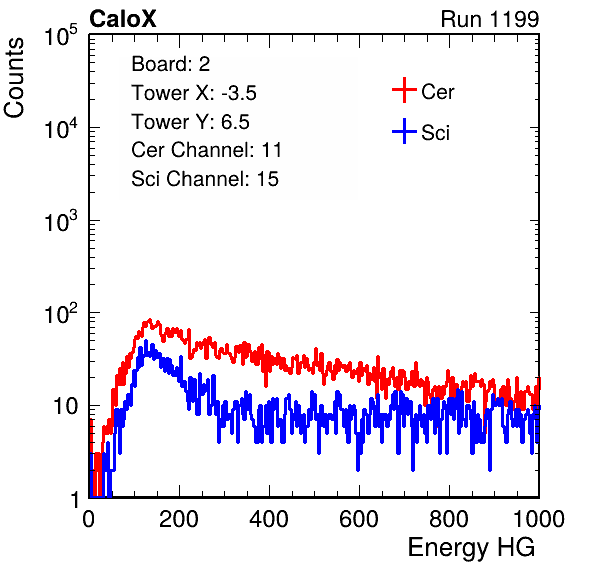 CaloX Run 1199
Counts
Board: 2
Tower X: -3.5
Tower Y: 6.5
Cer Channel: 11
Sci Channel: 15
Cer
Sci
10^5
10^4
10^3
10^2
10
1
0 200 400 600 800 1000
Energy HG